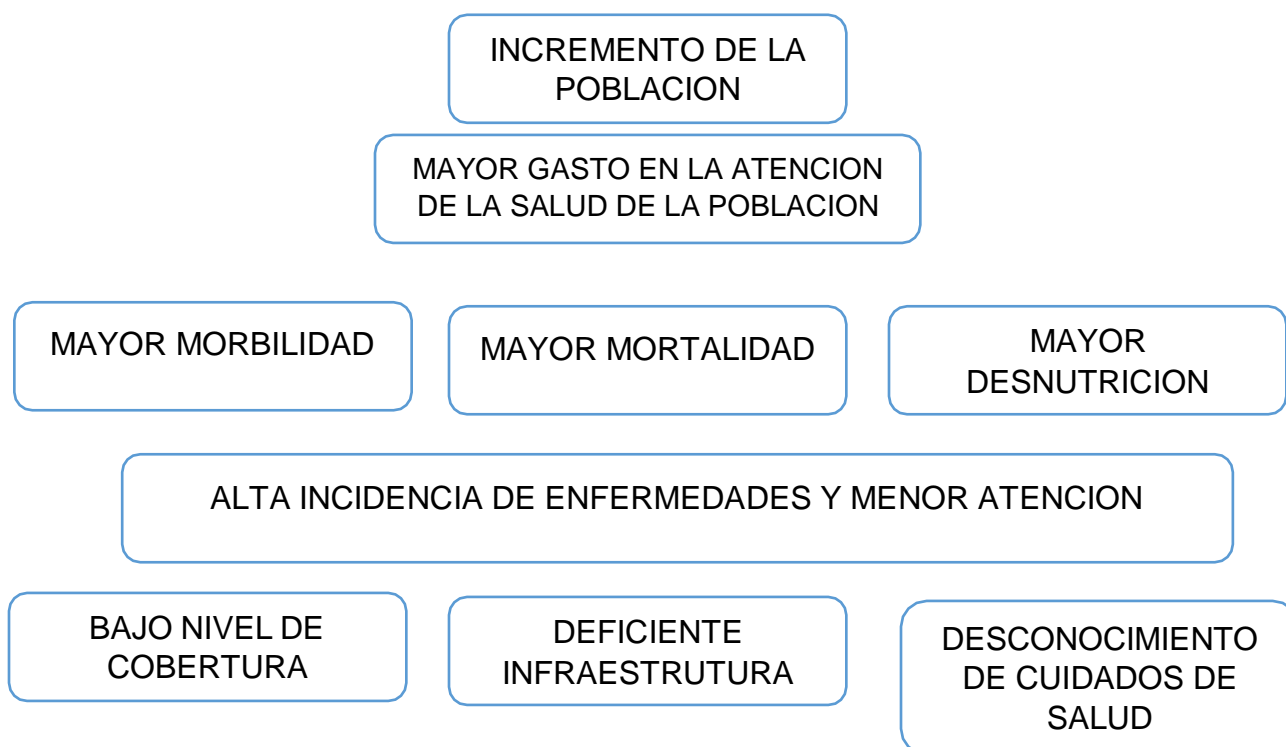 INCREMENTO DE LA
POBLACION
MAYOR GASTO EN LA ATENCION
DE LA SALUD DE LA POBLACION
MAYOR MORBILIDAD
MAYOR MORTALIDAD
MAYOR
DESNUTRICION
ALTA INCIDENCIA DE ENFERMEDADES Y MENOR ATENCION
BAJO NIVEL DE
COBERTURA
DEFICIENTE
INFRAESTRUTURA
DESCONOCIMIENTO
DE CUIDADOS DE
SALUD